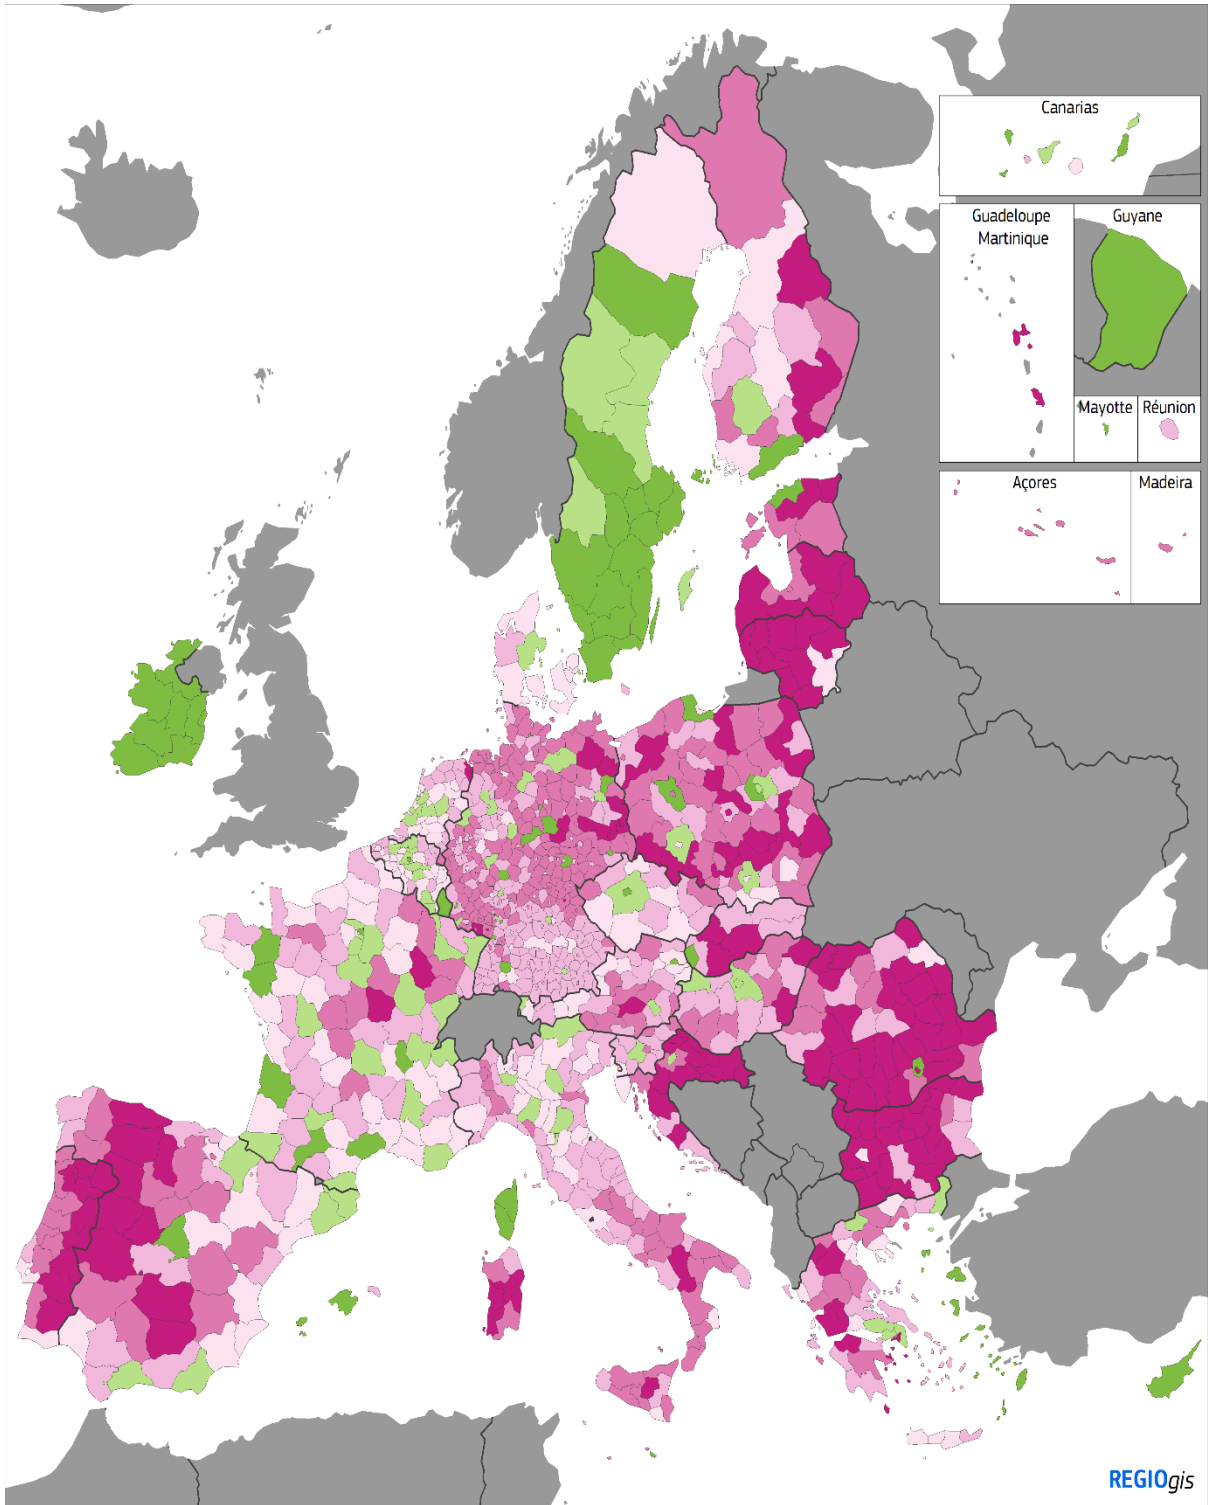 Canarias
Guadeloupe
Martinique
Guyane
Mayotte
Réunion
Açores
Madeira
REGIOgis